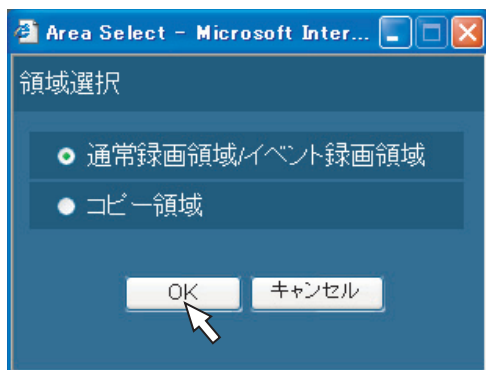 Area Select - Microsoft Inter...
領域選択
通常録画領域/イベント録画領域
コピー領域
OK キャンセル